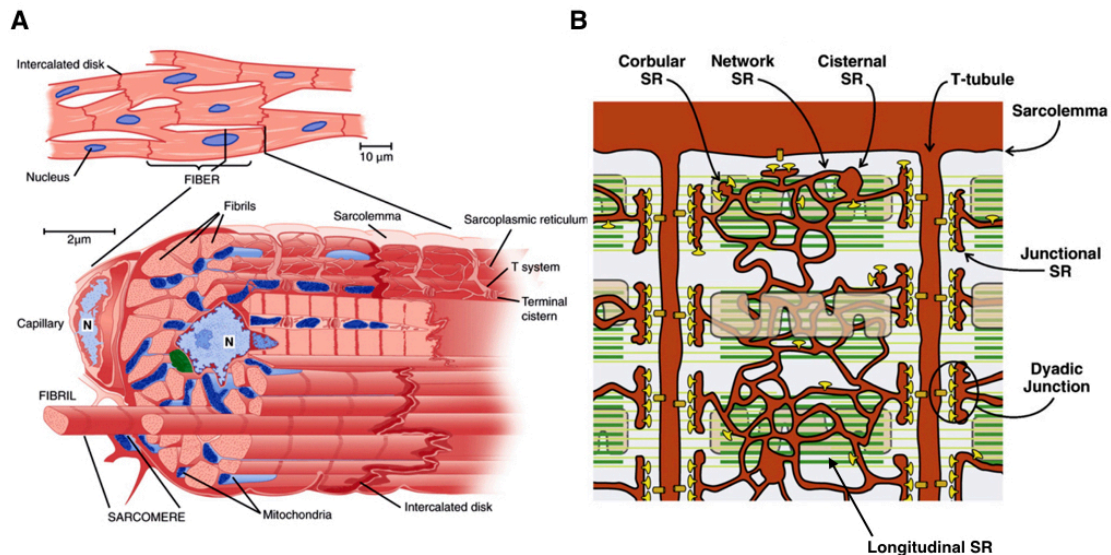 A
Intercalated disk
Nucleus
FIBER
10 µm
2µm
Fibrils
Sarcolemma
Sarcoplasmic reticulum
T system
Terminal
cistern
Capillary
N
N
FIBRIL
SARCOMERE
Mitochondria
Intercalated disk
B
Corbular
SR
Network
SR
Cisternal
SR
T-tubule
Sarcolemma
Junctional
SR
Dyadic
Junction
Longitudinal SR